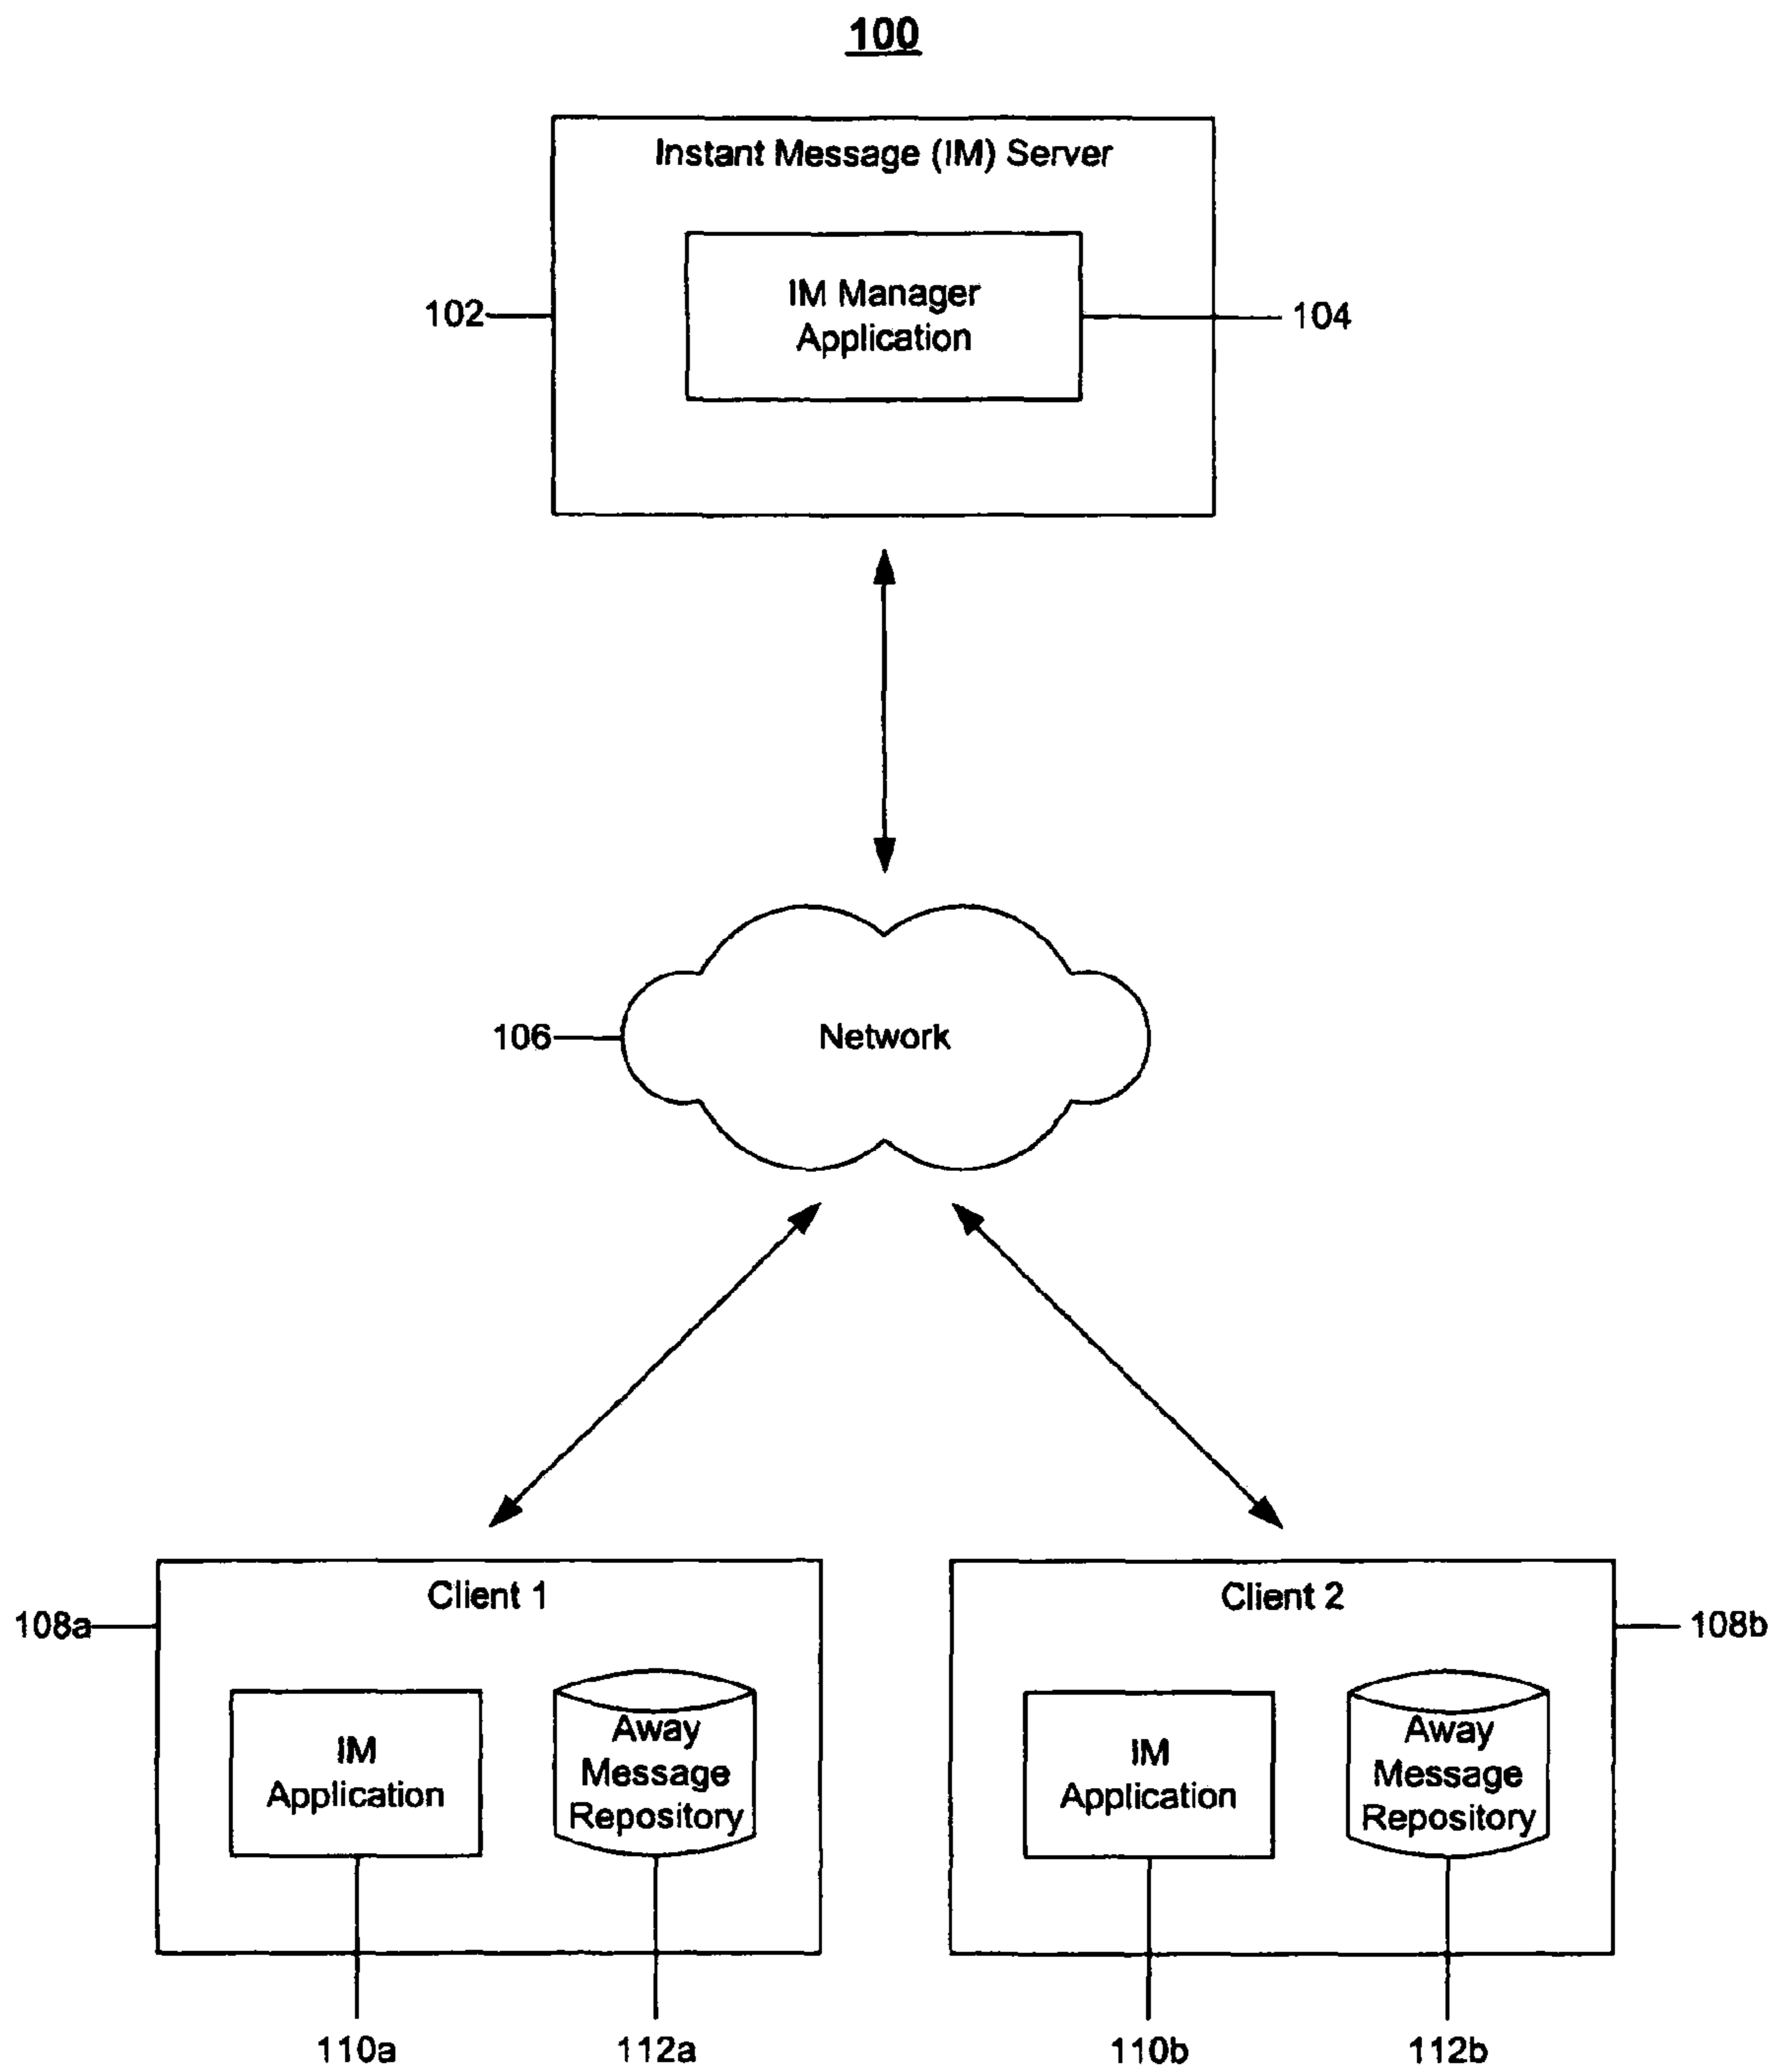 100
Instant Message (IM) Server
IM Manager
Application
102
104
106
Network
Client 1
108a
IM
Application
Away
Message
Repository
110a
112a
Client 2
108b
IM
Application
Away
Message
Repository
110b
112b